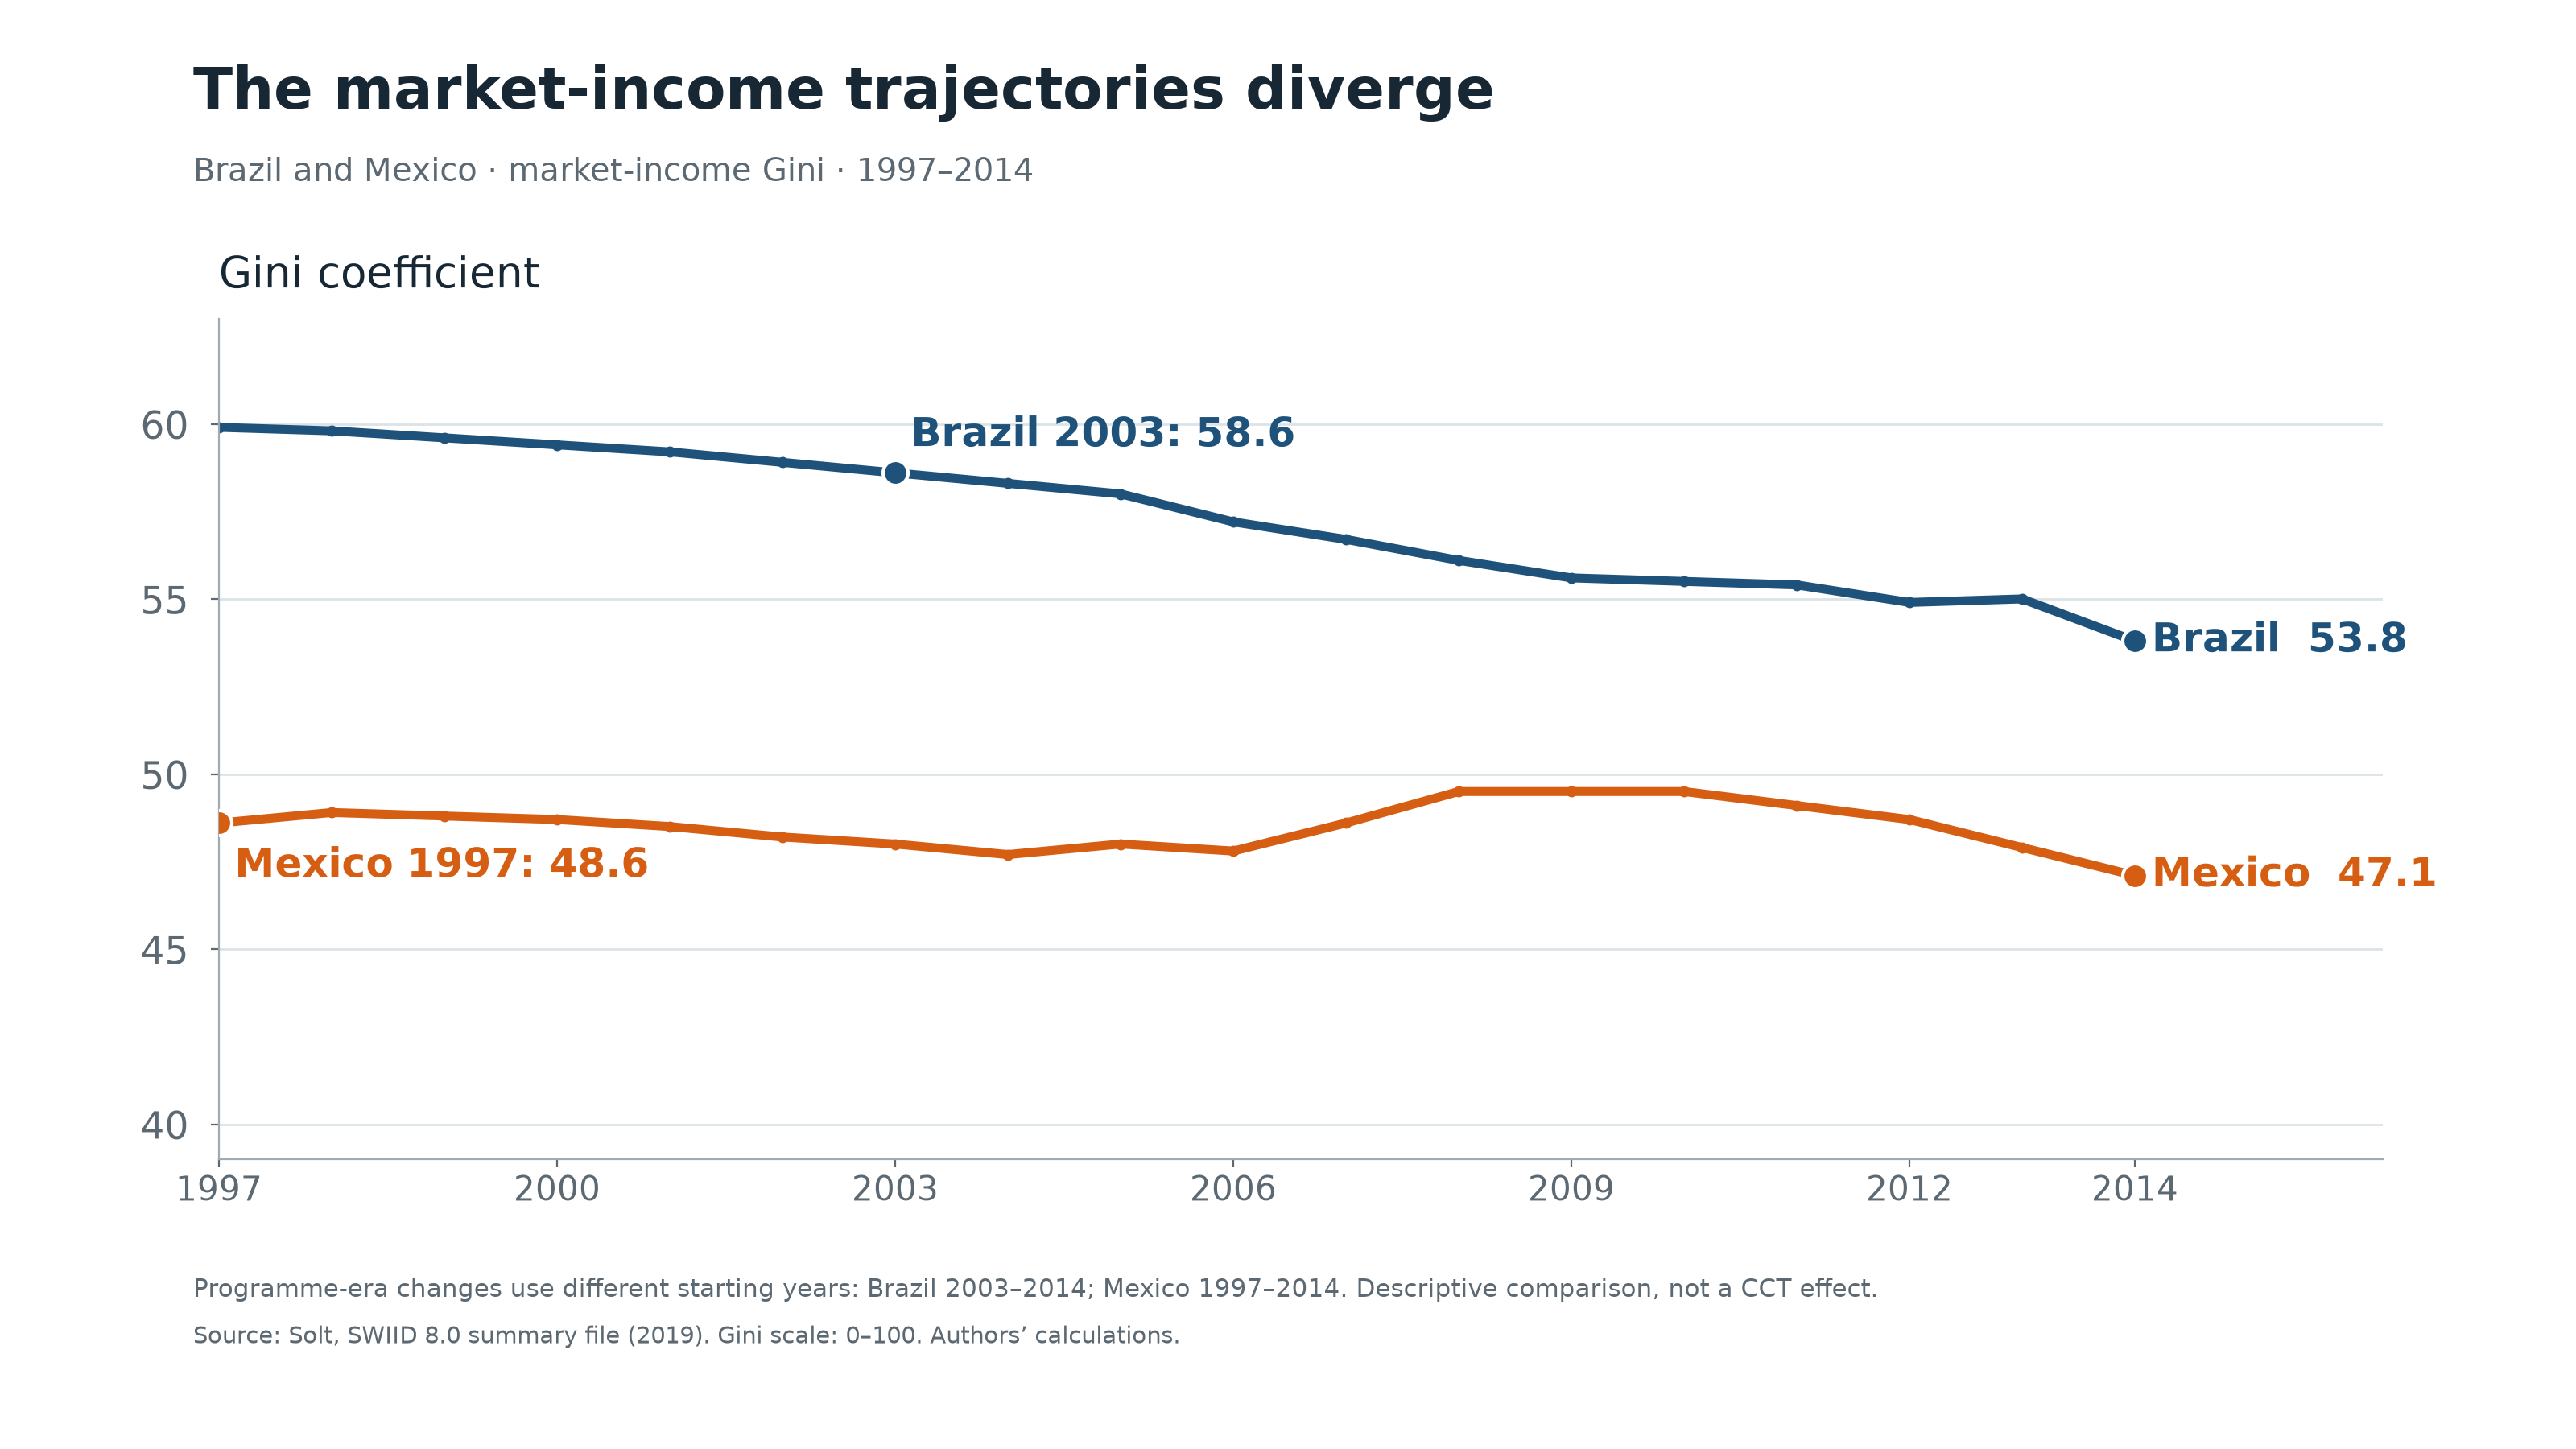 The market-income trajectories diverge
Brazil and Mexico · market-income Gini · 1997–2014
Gini coefficient
60
Brazil 2003: 58.6
55
Brazil 53.8
50
Mexico 1997: 48.6
Mexico 47.1
45
40
1997 2000 2003 2006 2009 2012 2014
Programme-era changes use different starting years: Brazil 2003–2014; Mexico 1997–2014. Descriptive comparison, not a CCT effect.
Source: Solt, SWIID 8.0 summary file (2019). Gini scale: 0–100. Authors’ calculations.